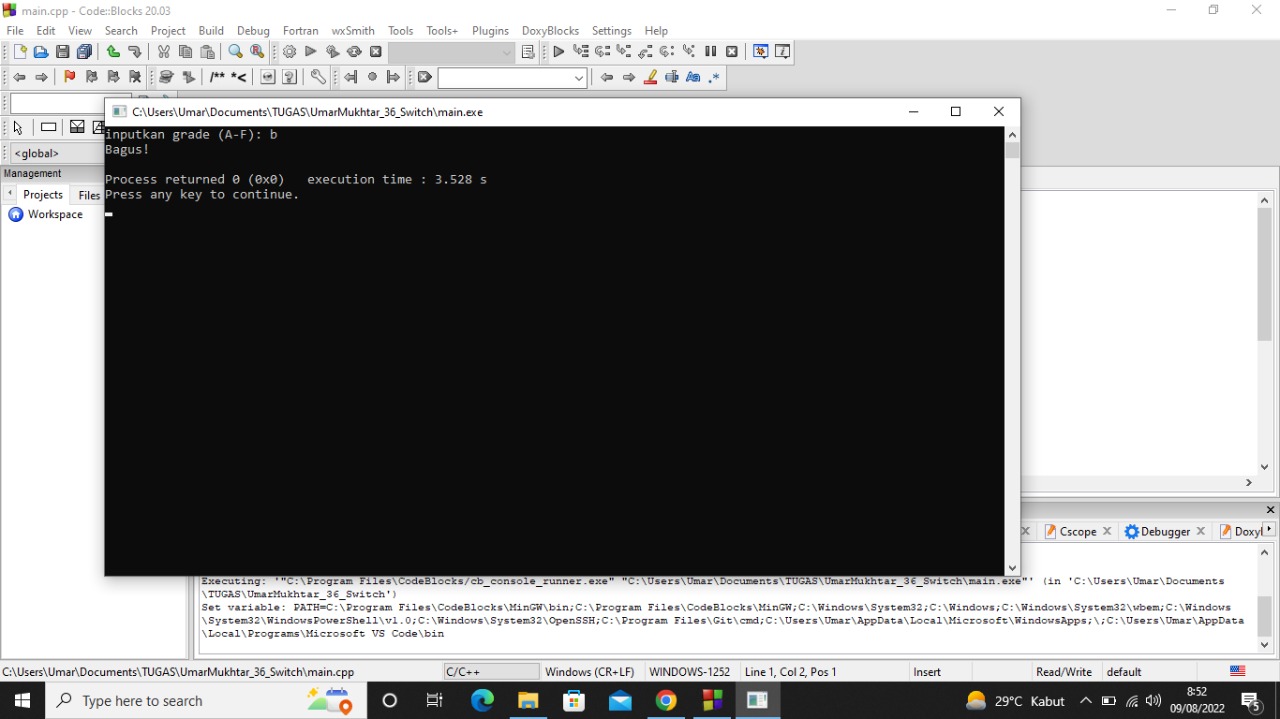 main.cpp - Code::Blocks 20.03
File Edit View Search Project Build Debug Fortran wxSmith Tools Tools+ Plugins DoxyBlocks Settings Help
/** *<
.*
<global>
Management
Projects Files
Workspace
C:\Users\Umar\Documents\TUGAS\UmarMukhtar_36_Switch\main.exe
inputkan grade (A-F): b
Bagus!
Process returned 0 (0x0)   execution time : 3.528 s
Press any key to continue.
Cscope Debugger Doxyl
Executing: '"C:\Program Files\CodeBlocks/cb_console_runner.exe" "C:\Users\Umar\Documents\TUGAS\UmarMukhtar_36_Switch\main.exe"' (in 'C:\Users\Umar\Documents
\TUGAS\UmarMukhtar_36_Switch')
Set variable: PATH=C:\Program Files\CodeBlocks\MinGW\bin;C:\Program Files\CodeBlocks\MinGW;C:\Windows\System32;C:\Windows;C:\Windows\System32\wbem;C:\Windows
\System32\WindowsPowerShell\v1.0;C:\Windows\System32\OpenSSH;C:\Program Files\Git\cmd;C:\Users\Umar\AppData\Local\Microsoft\WindowsApps;\;C:\Users\Umar\AppData
\Local\Programs\Microsoft VS Code\bin
C:\Users\Umar\Documents\TUGAS\UmarMukhtar_36_Switch\main.cpp C/C++ Windows (CR+LF) WINDOWS-1252 Line 1, Col 2, Pos 1 Insert Read/Write default
Type here to search
29°C Kabut
8:52
09/08/2022
5